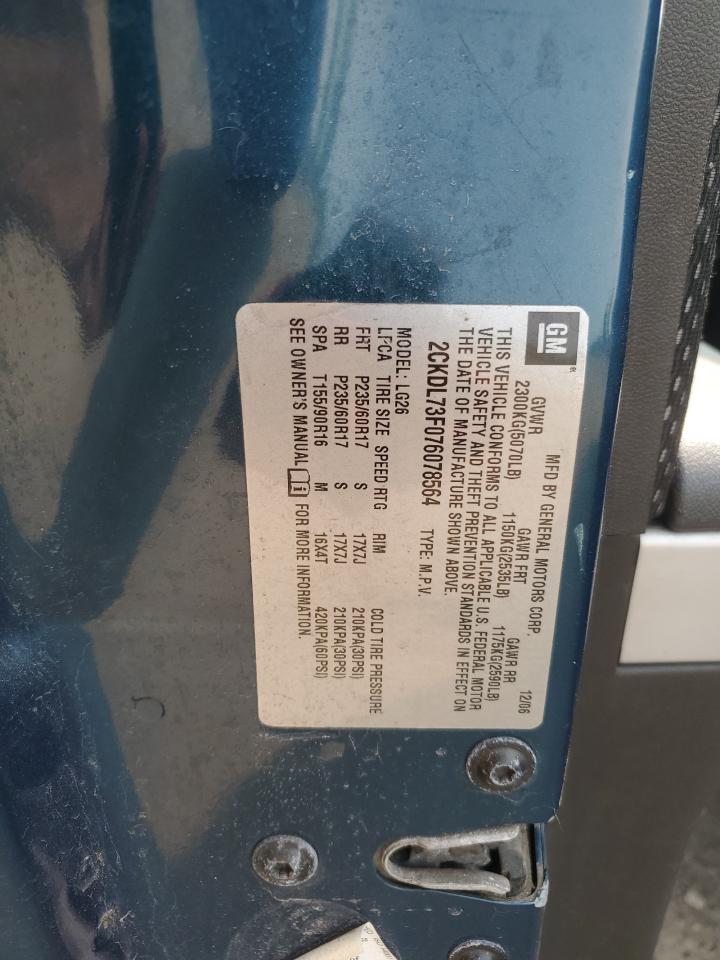 GM
MFD BY GENERAL MOTORS CORP. 12/06
GVWR GAWR FRT GAWR RR
2300KG(5070LB) 1150KG(2535LB) 1175KG(2590LB)
THIS VEHICLE CONFORMS TO ALL APPLICABLE U.S. FEDERAL MOTOR
VEHICLE SAFETY AND THEFT PREVENTION STANDARDS IN EFFECT ON
THE DATE OF MANUFACTURE SHOWN ABOVE.
2CKDL73F076078564 TYPE: M.P.V.
MODEL: LG26
TIRE SIZE SPEED RTG RIM COLD TIRE PRESSURE
FRT P235/60R17 S 17X7J 210KPA(30PSI)
RR P235/60R17 S 17X7J 210KPA(30PSI)
SPA T155/90R16 M 16X4T 420KPA(60PSI)
SEE OWNER'S MANUAL FOR MORE INFORMATION.